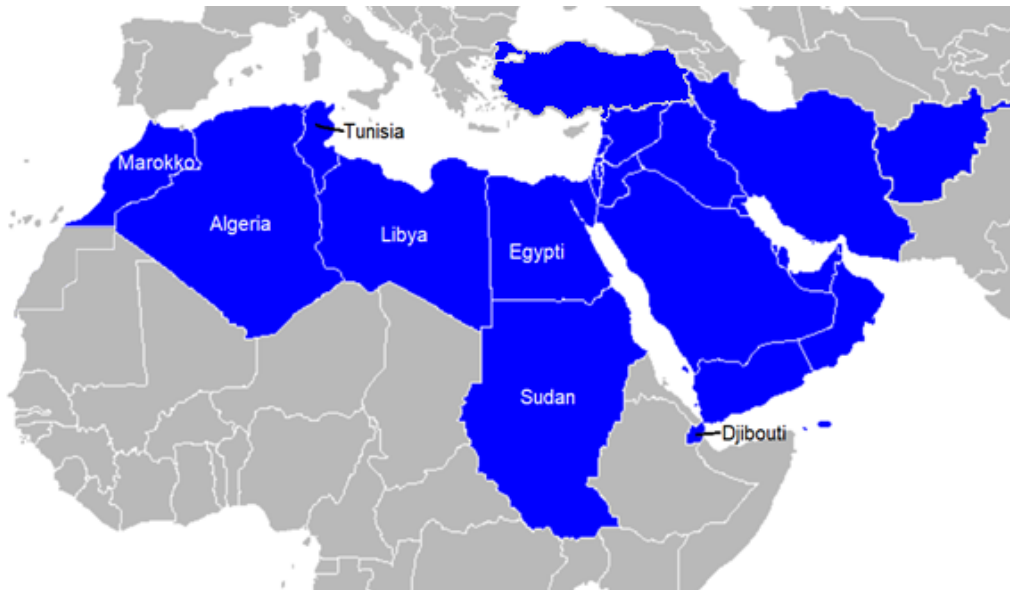 Tunisia
Marokko
Algeria
Libya
Egypti
Sudan
Djibouti